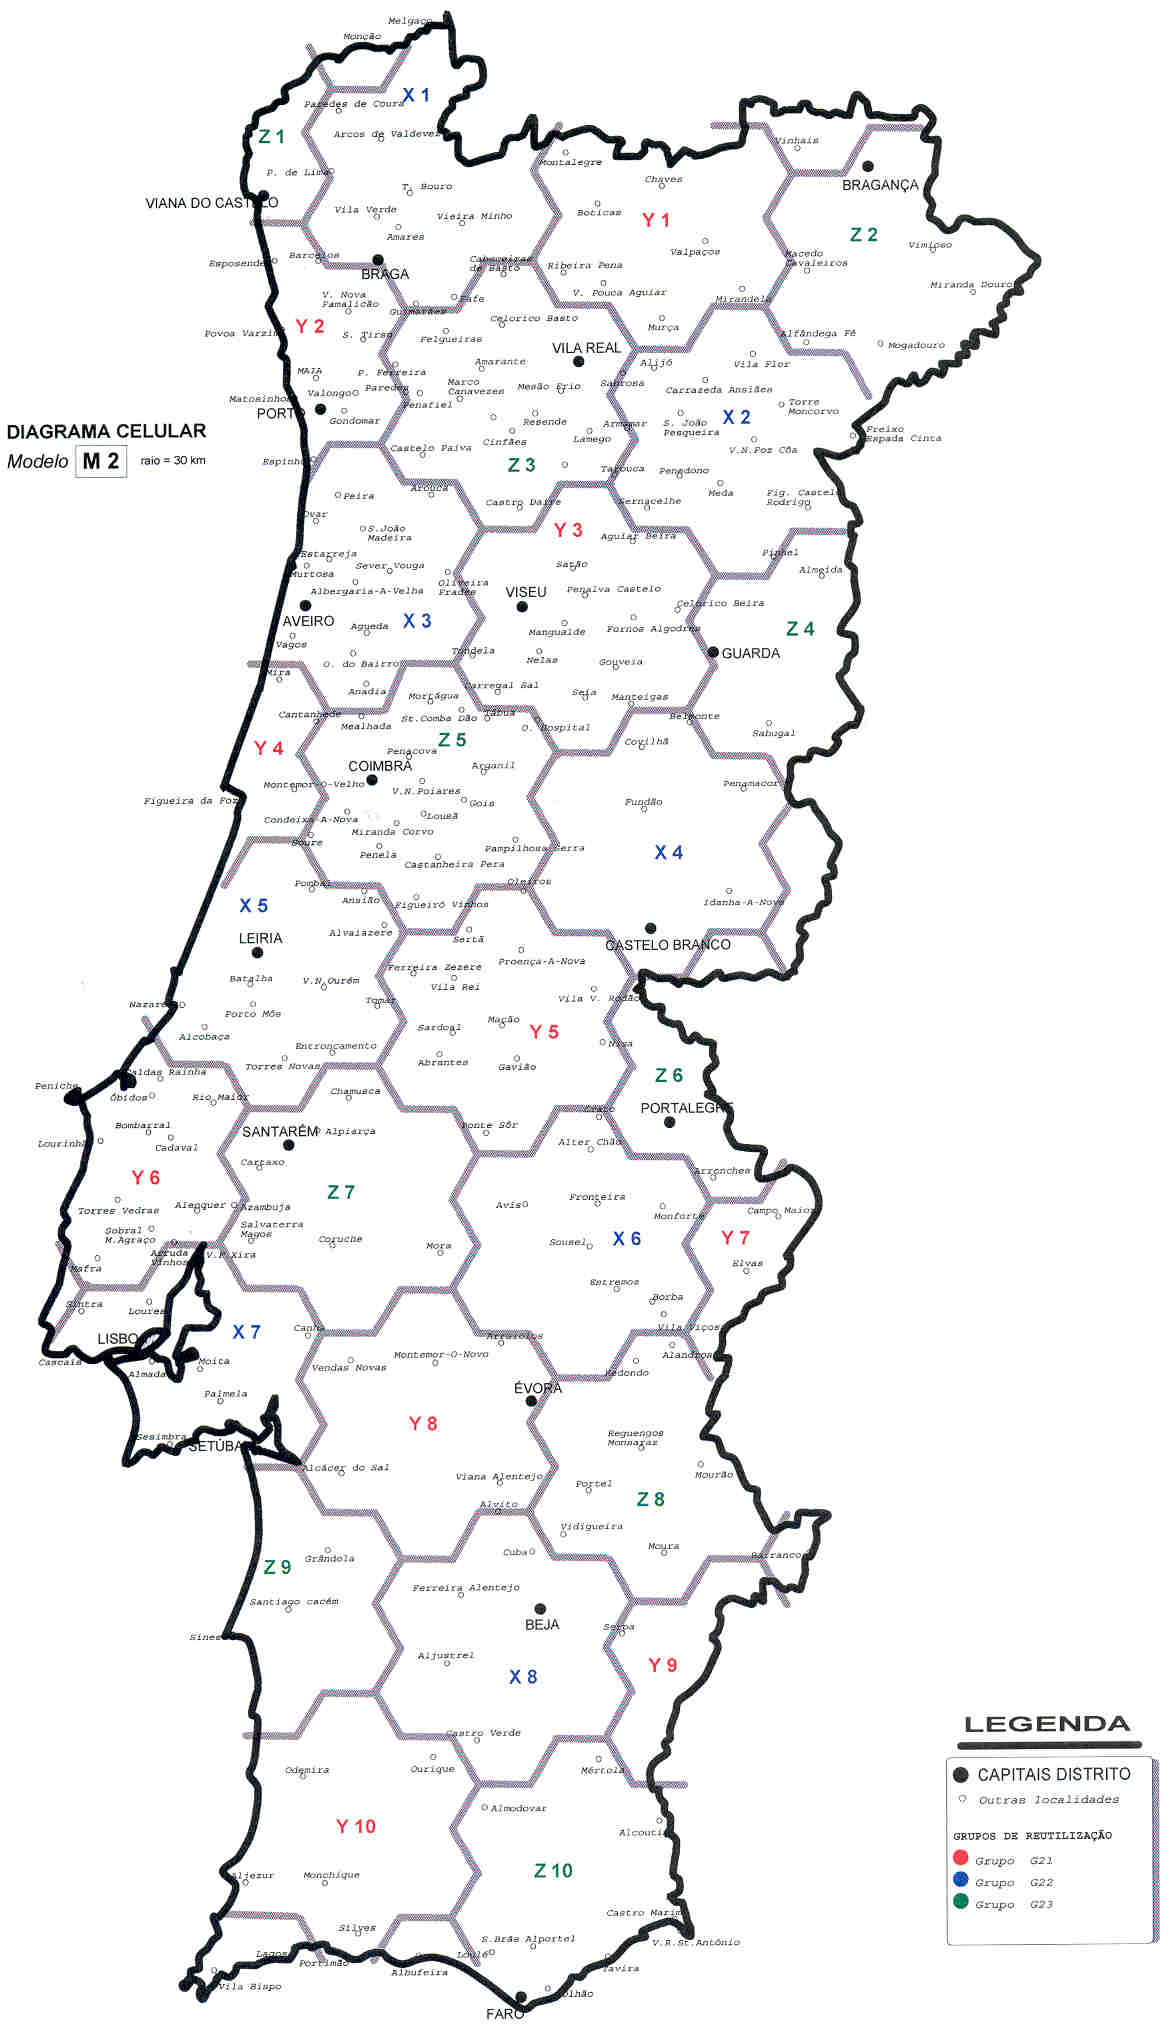 Melgaço
Monção
X 1
Paredes de Coura
Z 1
Arcos de Valdevez
Vinhais
Montalegre
P. de Lima
Chaves
BRAGANÇA
T. Bouro
VIANA DO CASTELO
Vila Verde
Vieira Minho
Boticas
Y 1
Amares
Z 2
Vimioso
Valpaços
Barcelos
Esposende
Cabeceiras
de Basto
Ribeira Pena
Macedo
Cavaleiros
BRAGA
Miranda Douro
V. Nova
Famalicão
Fafe
V. Pouca Aguiar
Mirandela
Guimarães
Y 2
Celorico Basto
Murça
Povoa Varzim
S. Tirso
Felgueiras
Alfândega Fé
Mogadouro
VILA REAL
Amarante
Alijó
Vila Flor
MAIA
P. Ferreira
Marco
Canavezes
Mesão Frio
Sabrosa
Carrazeda Ansiães
Matosinhos
Valongo
Paredes
Penafiel
Torre
Moncorvo
PORTO
Gondomar
Resende
Armamar
S. João
Pesqueira
X 2
DIAGRAMA CELULAR
Cinfães
Lamego
Freixo
Espada Cinta
Modelo M 2 raio = 30 km
Espinho
Castelo Paiva
V.N.Foz Côa
Z 3
Tarouca
Penedono
Feira
Arouca
Meda
Fig. Castelo
Rodrigo
Castro Daire
Sernacelhe
Ovar
S.João
Madeira
Y 3
Aguiar Beira
Estarreja
Pinhel
Murtosa
Sever Vouga
Satão
Almeida
Oliveira
Frades
Albergaria-A-Velha
VISEU
Penalva Castelo
Celorico Beira
AVEIRO
Agueda
X 3
Mangualde
Fornos Algodres
Z 4
Vagos
GUARDA
O. do Bairro
Tondela
Nelas
Gouveia
Mira
Anadia
Carregal Sal
Seia
Manteigas
Mortágua
Cantanhede
St.Comba Dão
Tábua
Belmonte
Mealhada
O. Hospital
Sabugal
Y 4
Z 5
Covilhã
Penacova
COIMBRA
Arganil
Montemor-O-Velho
Penamacor
V.N.Poiares
Figueira da Foz
Gois
Fundão
Condeixa-A-Nova
Lousã
Miranda Corvo
Soure
Penela
Pampilhosa Serra
X 4
Castanheira Pera
Pombal
Oleiros
Ansião
Figueiró Vinhos
Idanha-A-Nova
X 5
Alvaiazere
Sertã
LEIRIA
CASTELO BRANCO
Ferreira Zezere
Proença-A-Nova
Batalha
V.N.Ourém
Vila Rei
Vila V. Rodão
Nazaré
Porto Mós
Tomar
Alcobaça
Sardoal
Mação
Y 5
Entroncamento
Nisa
Torres Novas
Abrantes
Gavião
Caldas Rainha
Z 6
Peniche
Óbidos
Rio Maior
Chamusca
Crato
PORTALEGRE
Bombarral
SANTARÉM
Alpiarça
Ponte Sôr
Lourinhã
Cadaval
Alter Chão
Cartaxo
Arronches
Y 6
Z 7
Torres Vedras
Alenquer
Azambuja
Avis
Fronteira
Monforte
Campo Maior
Sobral
M.Agraço
Salvaterra
Magos
X 6
Y 7
Arruda
Vinhos
V.F.Xira
Coruche
Mora
Sousel
Mafra
Elvas
Sintra
Loures
Estremoz
Borba
X 7
Canha
Vila Viçosa
LISBOA
Arraiolos
Cascais
Almada
Moita
Vendas Novas
Montemor-O-Novo
Redondo
Alandroal
ÉVORA
Palmela
Y 8
Sesimbra
SETÚBAL
Reguengos
Monsaraz
Alcácer do Sal
Viana Alentejo
Portel
Mourão
Z 8
Alvito
Vidigueira
Z 9
Grândola
Cuba
Moura
Barrancos
Santiago cacém
Ferreira Alentejo
BEJA
Serpa
Sines
Aljustrel
X 8
Y 9
Castro Verde
LEGENDA
Odemira
Ourique
Mértola
CAPITAIS DISTRITO
Outras localidades
Almodovar
Y 10
Alcoutim
GRUPOS DE REUTILIZAÇÃO
Grupo G21
Aljezur
Monchique
Z 10
Grupo G22
Grupo G23
Silves
Castro Marim
S.Brãe Alportel
V.R.St.Antônio
Lagos
Portimão
Loulé
Albufeira
Tavira
Vila Bispo
Olhão
FARO